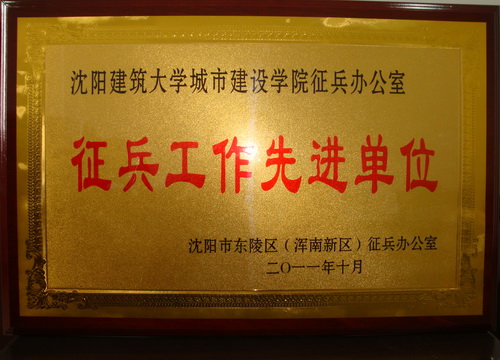 沈阳建筑大学城市建设学院征兵办公室
征兵工作先进单位
沈阳市东陵区（浑南新区）征兵办公室
二〇一一年十月